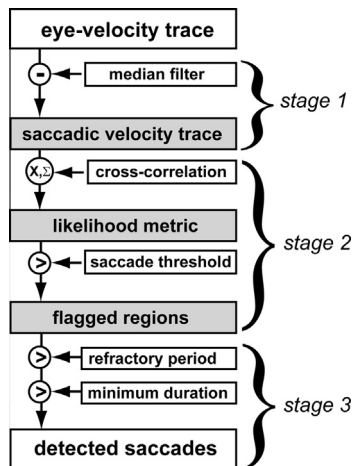 eye-velocity trace
-
median filter
stage 1
saccadic velocity trace
X,Σ
cross-correlation
likelihood metric
stage 2
>
saccade threshold
flagged regions
>
refractory period
>
minimum duration
stage 3
detected saccades